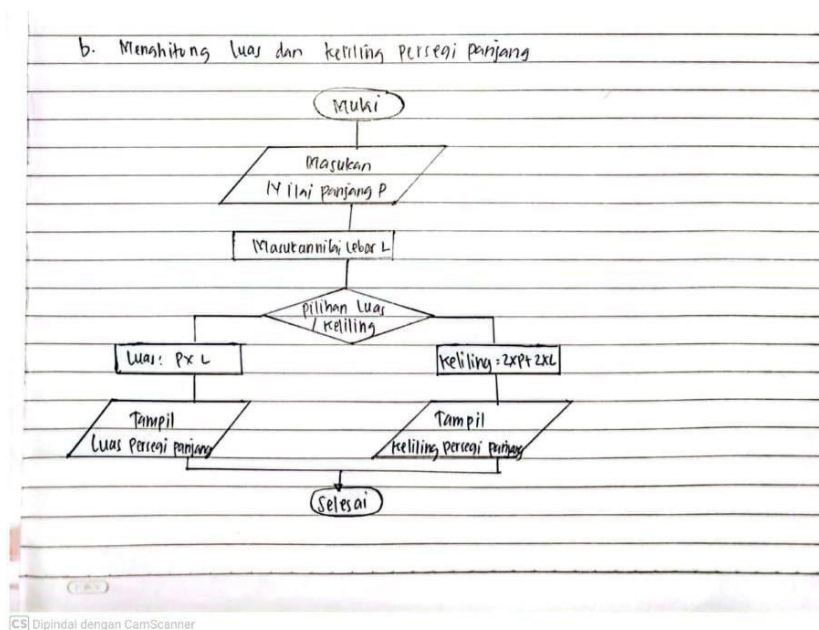 b. Menghitung luas dan keliling persegi panjang
Mulai
Masukan
Nilai panjang P
Masukan nilai Lebar L
pilihan Luas
/ Keliling
Luas: P x L
Keliling = 2xP+ 2xL
Tampil
Luas Persegi panjang
Tampil
Keliling persegi panjang
Selesai
CS Dipindai dengan CamScanner